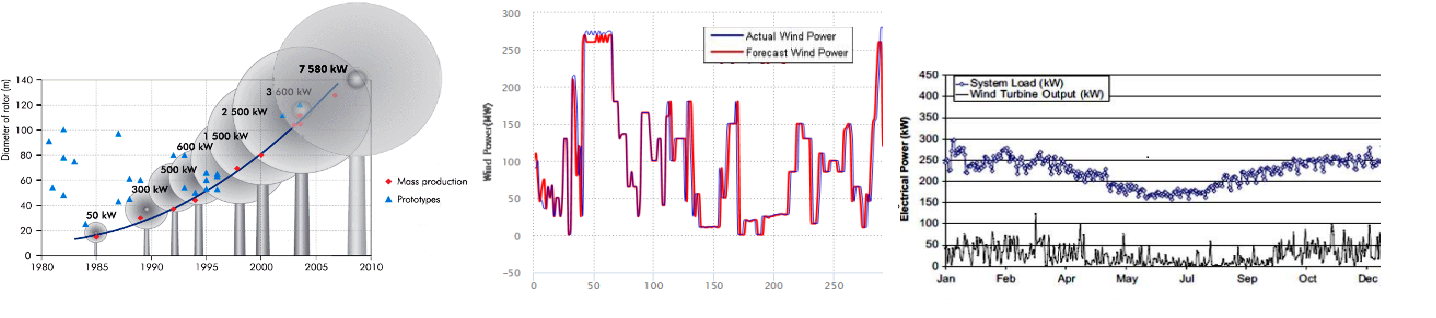 Diameter of rotor (m)
140
120
100
80
60
40
20
0
1980
1985
1990
1995
2000
2005
2010
50 kW
300 kW
500 kW
600 kW
1 500 kW
2 500 kW
3 600 kW
7 580 kW
Mass production
Prototypes
Wind Power(MW)
300
250
200
150
100
50
0
−50
0
50
100
150
200
250
Actual Wind Power
Forecast Wind Power
Electrical Power (kW)
450
400
350
300
250
200
150
100
50
0
Jan
Feb
Apr
May
Jul
Sep
Oct
Dec
System Load (kW)
Wind Turbine Output (kW)